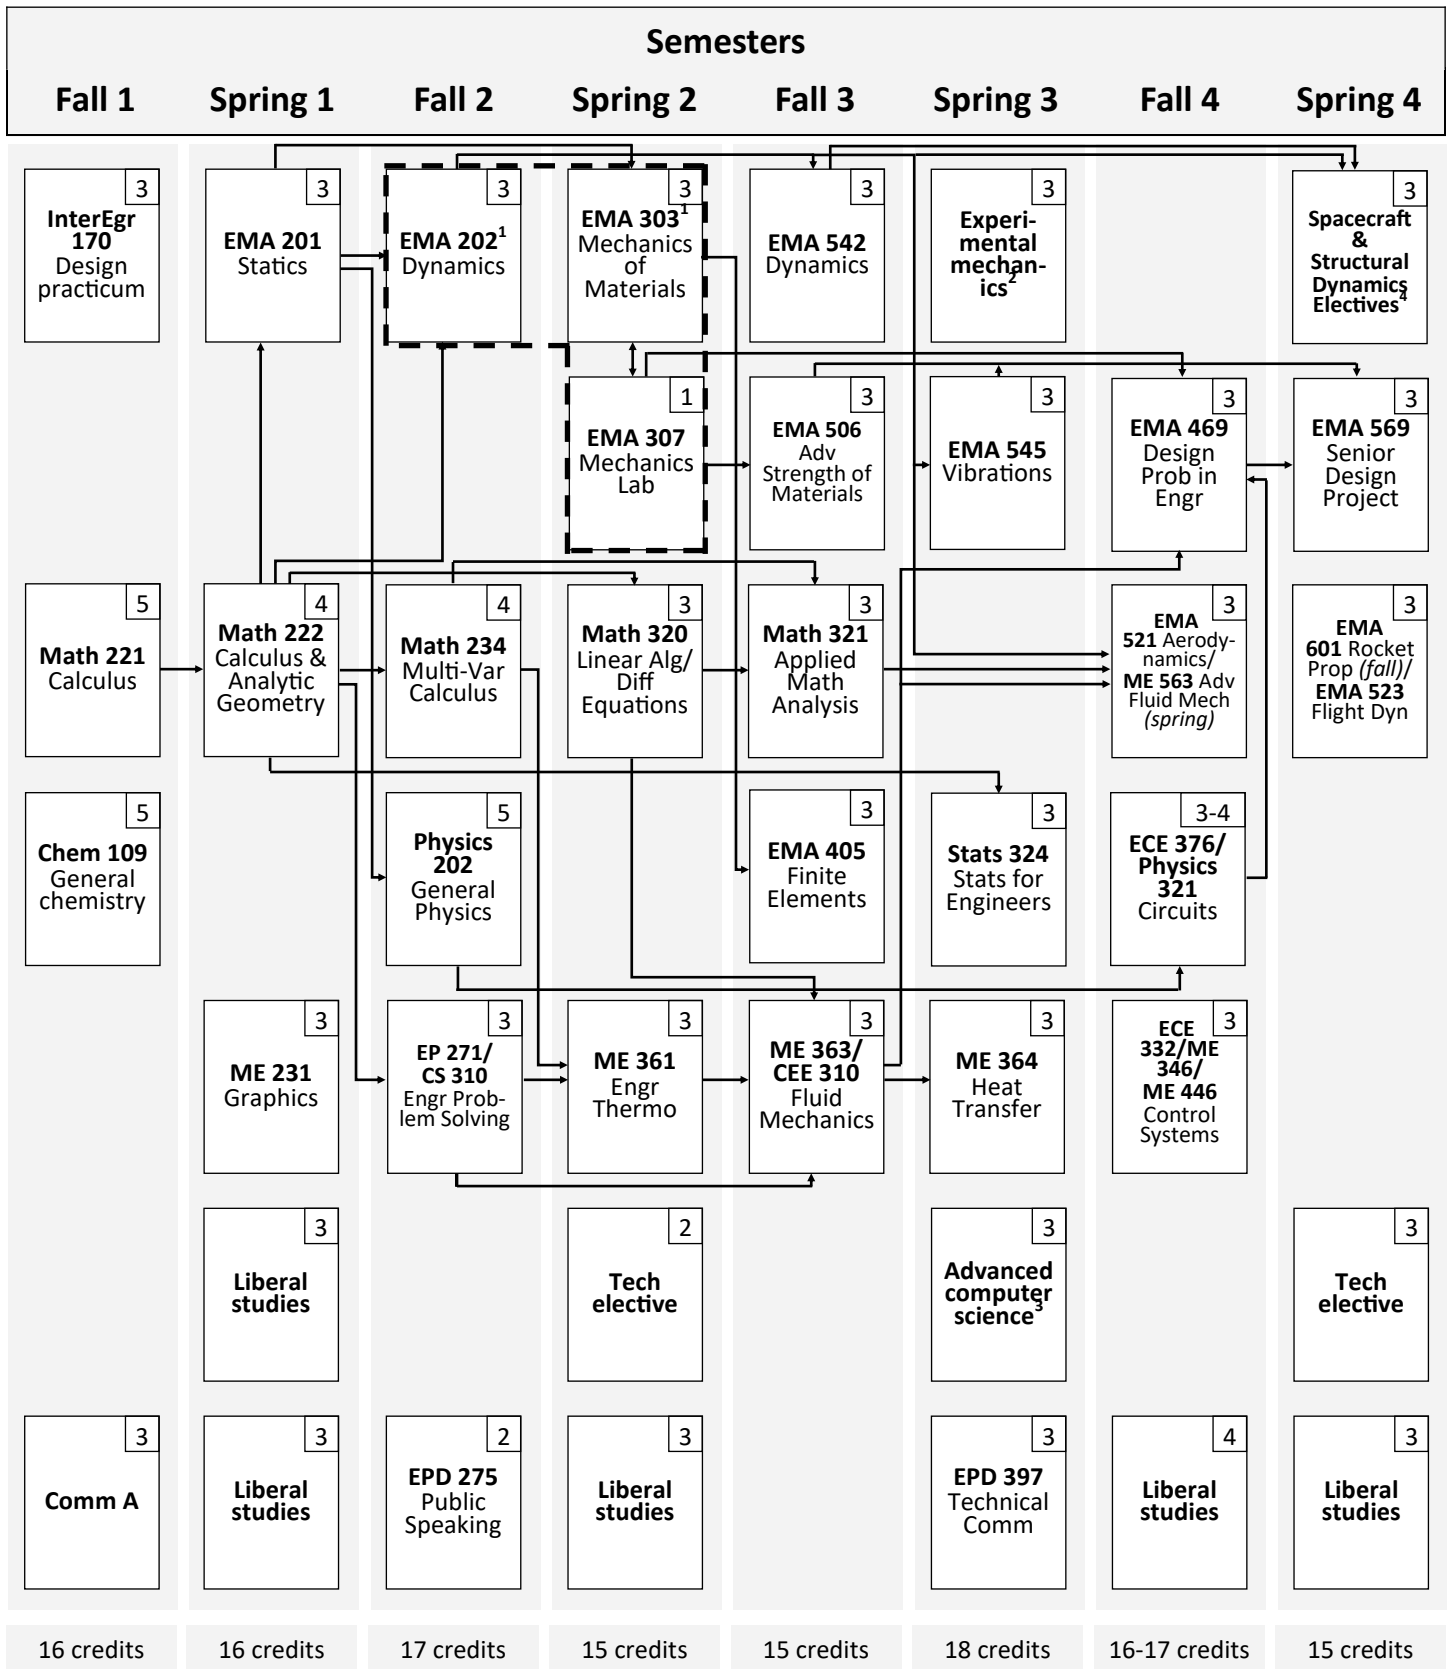 Semesters
Fall 1
Spring 1
Fall 2
Spring 2
Fall 3
Spring 3
Fall 4
Spring 4
3
InterEgr
170
Design
practicum
3
EMA 201
Statics
3
EMA 202¹
Dynamics
3
EMA 303¹
Mechanics
of
Materials
3
EMA 542
Dynamics
3
Experi-
mental
mechan-
ics²
3
Spacecraft
&
Structural
Dynamics
Electives⁴
1
EMA 307
Mechanics
Lab
3
EMA 506
Adv
Strength of
Materials
3
EMA 545
Vibrations
3
EMA 469
Design
Prob in
Engr
3
EMA 569
Senior
Design
Project
5
Math 221
Calculus
4
Math 222
Calculus &
Analytic
Geometry
4
Math 234
Multi-Var
Calculus
3
Math 320
Linear Alg/
Diff
Equations
3
Math 321
Applied
Math
Analysis
3
EMA
521 Aerody-
namics/
ME 563 Adv
Fluid Mech
(spring)
3
EMA
601 Rocket
Prop (fall)/
EMA 523
Flight Dyn
5
Chem 109
General
chemistry
5
Physics
202
General
Physics
3
EMA 405
Finite
Elements
3
Stats 324
Stats for
Engineers
3-4
ECE 376/
Physics
321
Circuits
3
ME 231
Graphics
3
EP 271/
CS 310
Engr Prob-
lem Solving
3
ME 361
Engr
Thermo
3
ME 363/
CEE 310
Fluid
Mechanics
3
ME 364
Heat
Transfer
3
ECE
332/ME
346/
ME 446
Control
Systems
3
Liberal
studies
2
Tech
elective
3
Advanced
computer
science³
3
Tech
elective
3
Comm A
3
Liberal
studies
2
EPD 275
Public
Speaking
3
Liberal
studies
3
EPD 397
Technical
Comm
4
Liberal
studies
3
Liberal
studies
16 credits
16 credits
17 credits
15 credits
15 credits
18 credits
16-17 credits
15 credits